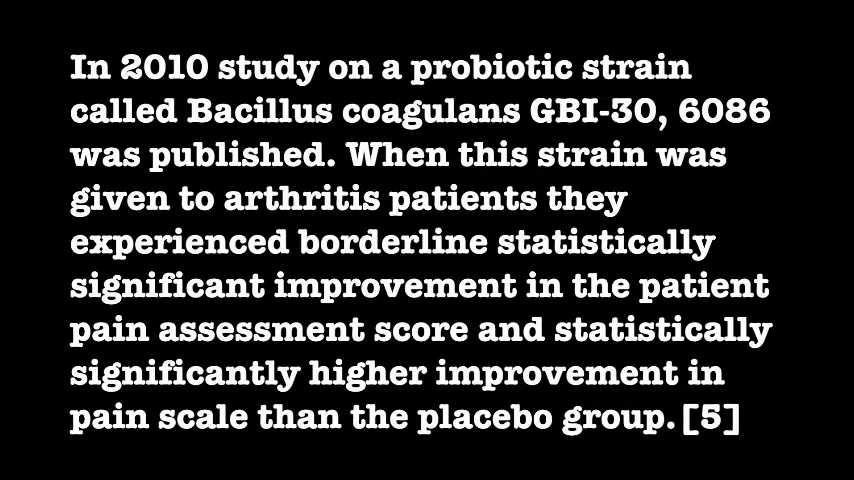 In 2010 study on a probiotic strain
called Bacillus coagulans GBI-30, 6086
was published. When this strain was
given to arthritis patients they
experienced borderline statistically
significant improvement in the patient
pain assessment score and statistically
significantly higher improvement in
pain scale than the placebo group.[5]